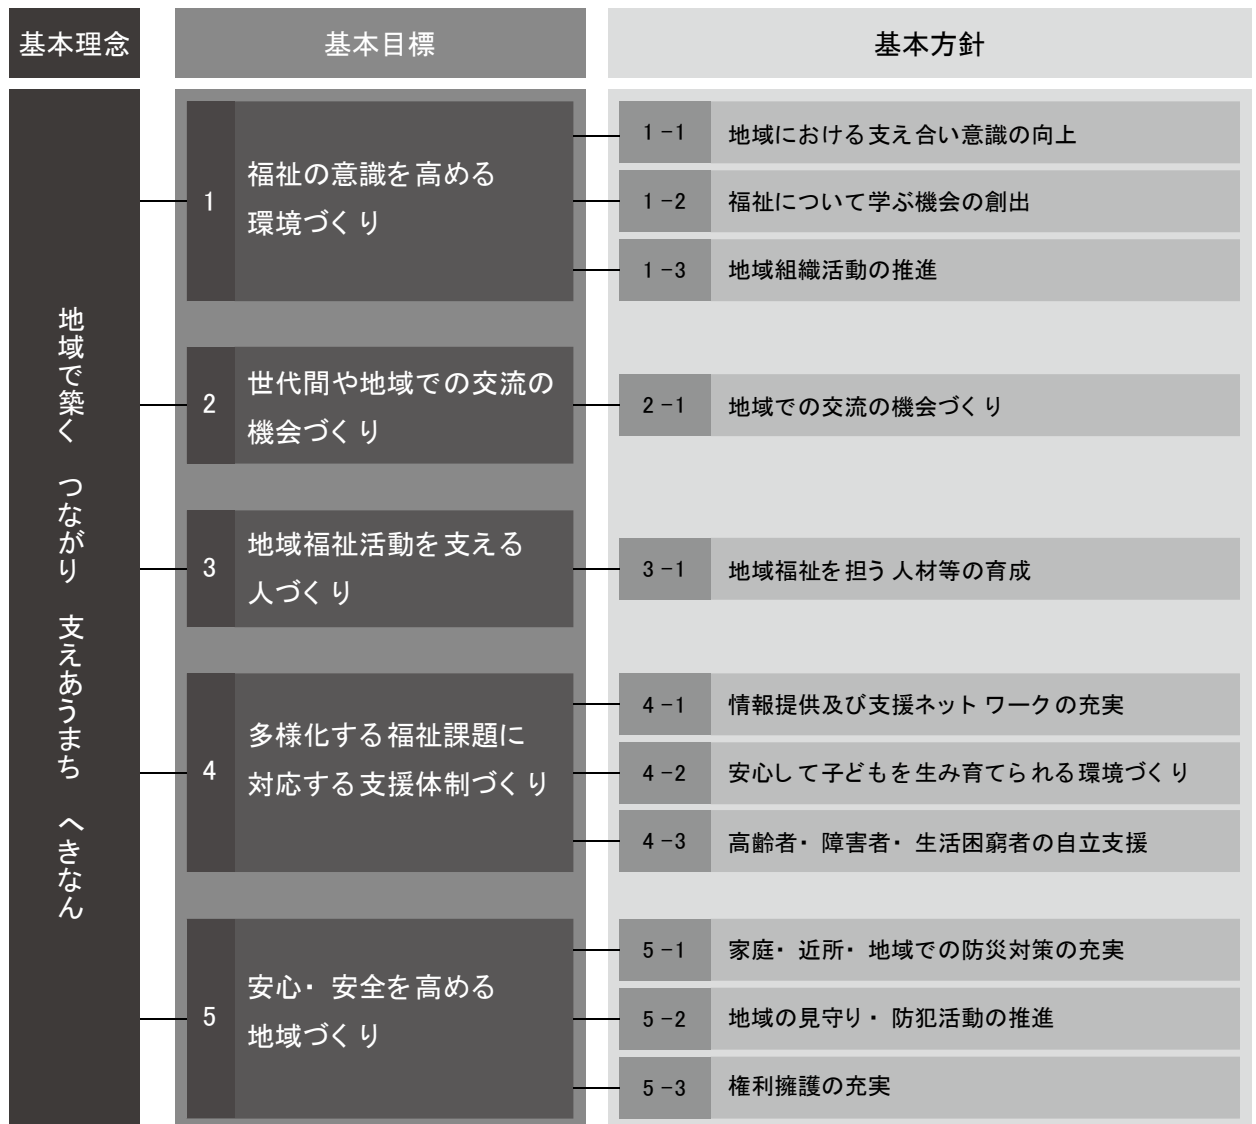 基本理念
基本目標
基本方針
地域で築く　つながり　支えあうまち　へきなん
1
福祉の意識を高める
環境づくり
1－1
地域における支え合い意識の向上
1－2
福祉について学ぶ機会の創出
1－3
地域組織活動の推進
2
世代間や地域での交流の
機会づくり
2－1
地域での交流の機会づくり
3
地域福祉活動を支える
人づくり
3－1
地域福祉を担う人材等の育成
4
多様化する福祉課題に
対応する支援体制づくり
4－1
情報提供及び支援ネットワークの充実
4－2
安心して子どもを生み育てられる環境づくり
4－3
高齢者・障害者・生活困窮者の自立支援
5
安心・安全を高める
地域づくり
5－1
家庭・近所・地域での防災対策の充実
5－2
地域の見守り・防犯活動の推進
5－3
権利擁護の充実